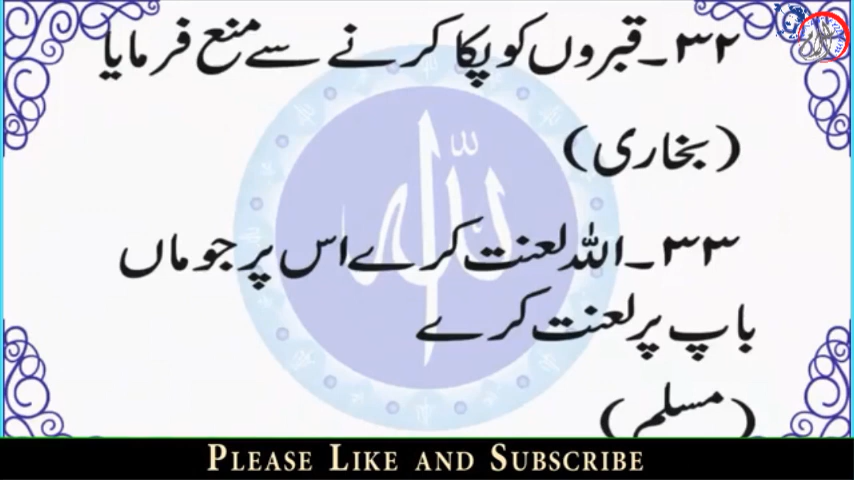 ۳۲۔قبروں کو پکا کرنے سے منع فرمایا
(بخاری)
۳۳۔اللہ لعنت کرے اس پر جو ماں
باپ پر لعنت کرے
(مسلم)
الله
PLEASE LIKE AND SUBSCRIBE